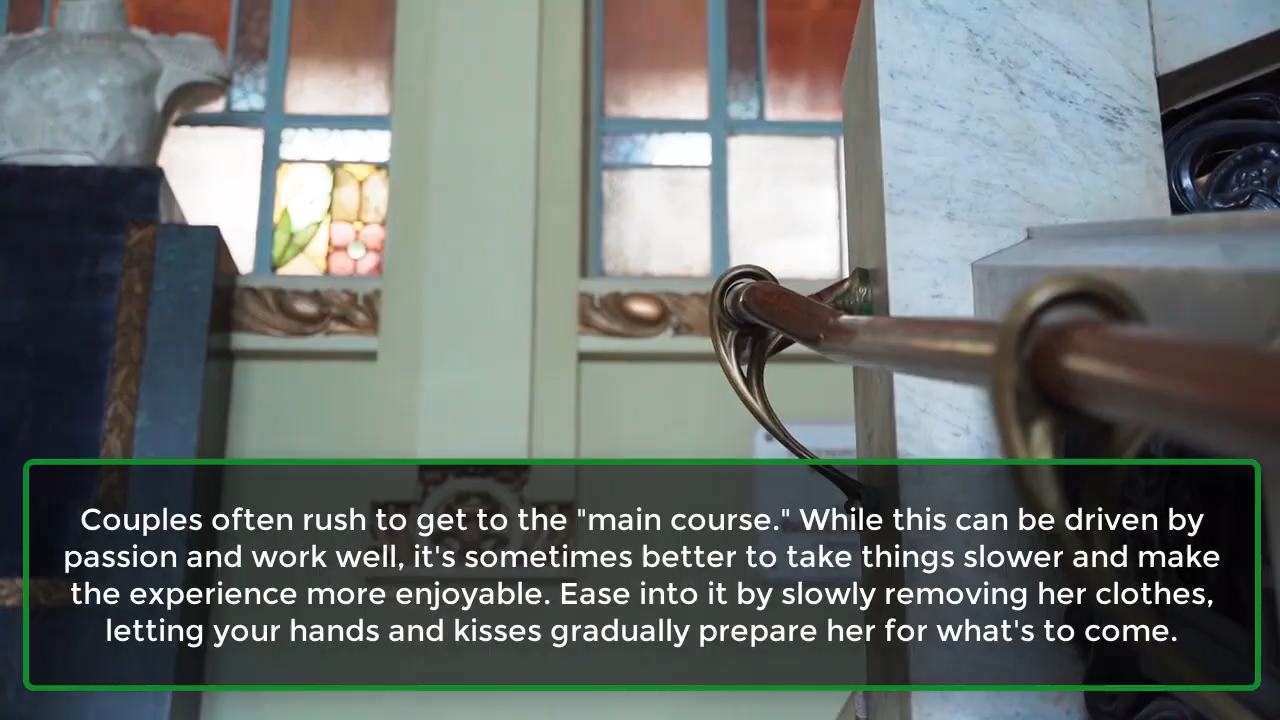 Couples often rush to get to the "main course." While this can be driven by
passion and work well, it's sometimes better to take things slower and make
the experience more enjoyable. Ease into it by slowly removing her clothes,
letting your hands and kisses gradually prepare her for what's to come.